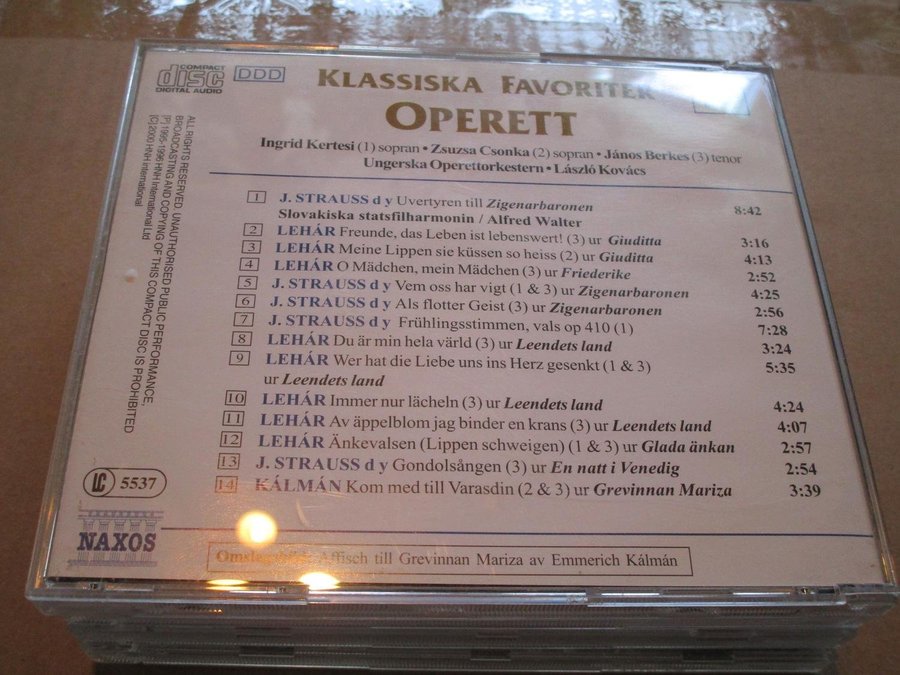 COMPACT
disc
DIGITAL AUDIO
DDD
KLASSISKA FAVORITER
OPERETT
Ingrid Kertesi (1) sopran • Zsuzsa Csonka (2) sopran • János Berkes (3) tenor
Ungerska Operettorkestern • László Kovács
ALL RIGHTS RESERVED UNAUTHORISED PUBLIC PERFORMANCE,
BROADCASTING AND COPYING OF THIS COMPACT DISC IS PROHIBITED
(P) 1995-1996 HNH International Ltd
(C) 2000 HNH international
1 J. STRAUSS d y Uvertyren till Zigenarbaronen 8:42
Slovakiska statsfilharmonin / Alfred Walter
2 LEHÁR Freunde, das Leben ist lebenswert! (3) ur Giuditta 3:16
3 LEHÁR Meine Lippen sie küssen so heiss (2) ur Giuditta 4:13
4 LEHÁR O Mädchen, mein Mädchen (3) ur Friederike 2:52
5 J. STRAUSS d y Vem oss har vigt (1 & 3) ur Zigenarbaronen 4:25
6 J. STRAUSS d y Als flotter Geist (3) ur Zigenarbaronen 2:56
7 J. STRAUSS d y Frühlingsstimmen, vals op 410 (1) 7:28
8 LEHÁR Du är min hela värld (3) ur Leendets land 3:24
9 LEHÁR Wer hat die Liebe uns ins Herz gesenkt (1 & 3) 5:35
ur Leendets land
10 LEHÁR Immer nur lächeln (3) ur Leendets land 4:24
11 LEHÁR Av äppelblom jag binder en krans (3) ur Leendets land 4:07
12 LEHÁR Änkevalsen (Lippen schweigen) (1 & 3) ur Glada änkan 2:57
13 J. STRAUSS d y Gondolsången (3) ur En natt i Venedig 2:54
14 KÁLMÁN Kom med till Varasdin (2 & 3) ur Grevinnan Mariza 3:39
LC 5537
NAXOS
Omslagsbild: Affisch till Grevinnan Mariza av Emmerich Kálmán